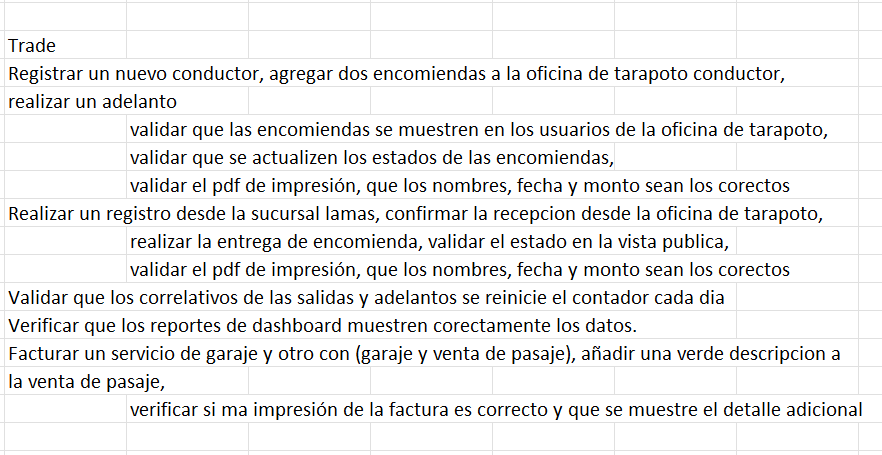 Trade
Registrar un nuevo conductor, agregar dos encomiendas a la oficina de tarapoto conductor,
realizar un adelanto
validar que las encomiendas se muestren en los usuarios de la oficina de tarapoto,
validar que se actualizen los estados de las encomiendas,
validar el pdf de impresión, que los nombres, fecha y monto sean los corectos
Realizar un registro desde la sucursal lamas, confirmar la recepcion desde la oficina de tarapoto,
realizar la entrega de encomienda, validar el estado en la vista publica,
validar el pdf de impresión, que los nombres, fecha y monto sean los corectos
Validar que los correlativos de las salidas y adelantos se reinicie el contador cada dia
Verificar que los reportes de dashboard muestren corectamente los datos.
Facturar un servicio de garaje y otro con (garaje y venta de pasaje), añadir una verde descripcion a
la venta de pasaje,
verificar si ma impresión de la factura es correcto y que se muestre el detalle adicional